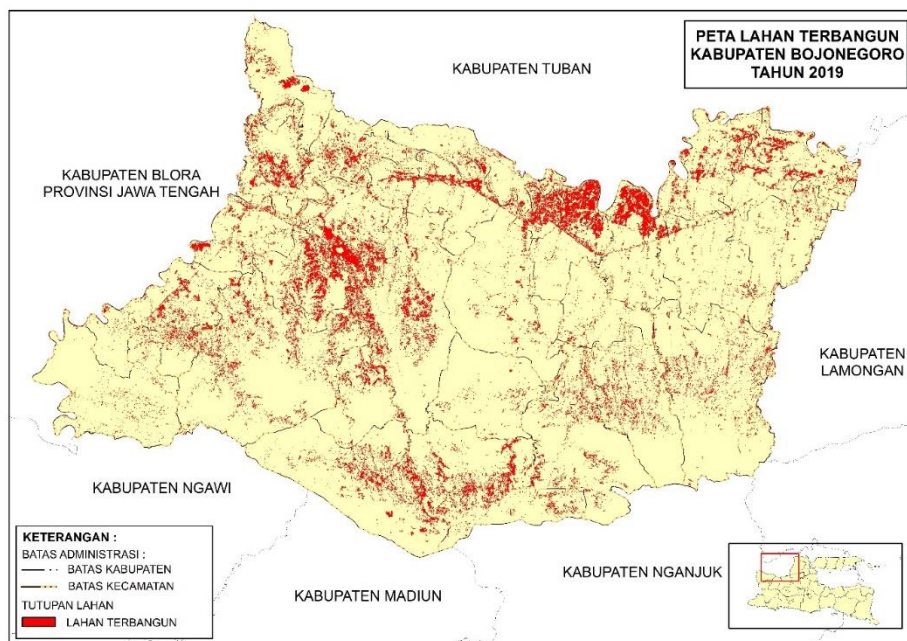 PETA LAHAN TERBANGUN
KABUPATEN BOJONEGORO
TAHUN 2019
KABUPATEN TUBAN
KABUPATEN BLORA
PROVINSI JAWA TENGAH
KABUPATEN
LAMONGAN
KABUPATEN NGAWI
KABUPATEN NGANJUK
KABUPATEN MADIUN
KETERANGAN :
BATAS ADMINISTRASI :
BATAS KABUPATEN
BATAS KECAMATAN
TUTUPAN LAHAN
LAHAN TERBANGUN